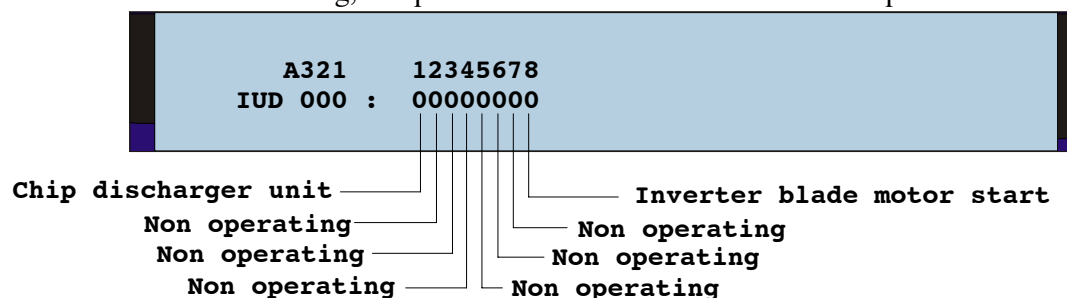 A321 12345678
IUD 000 : 00000000
Chip discharger unit
Inverter blade motor start
Non operating
Non operating
Non operating
Non operating
Non operating
Non operating